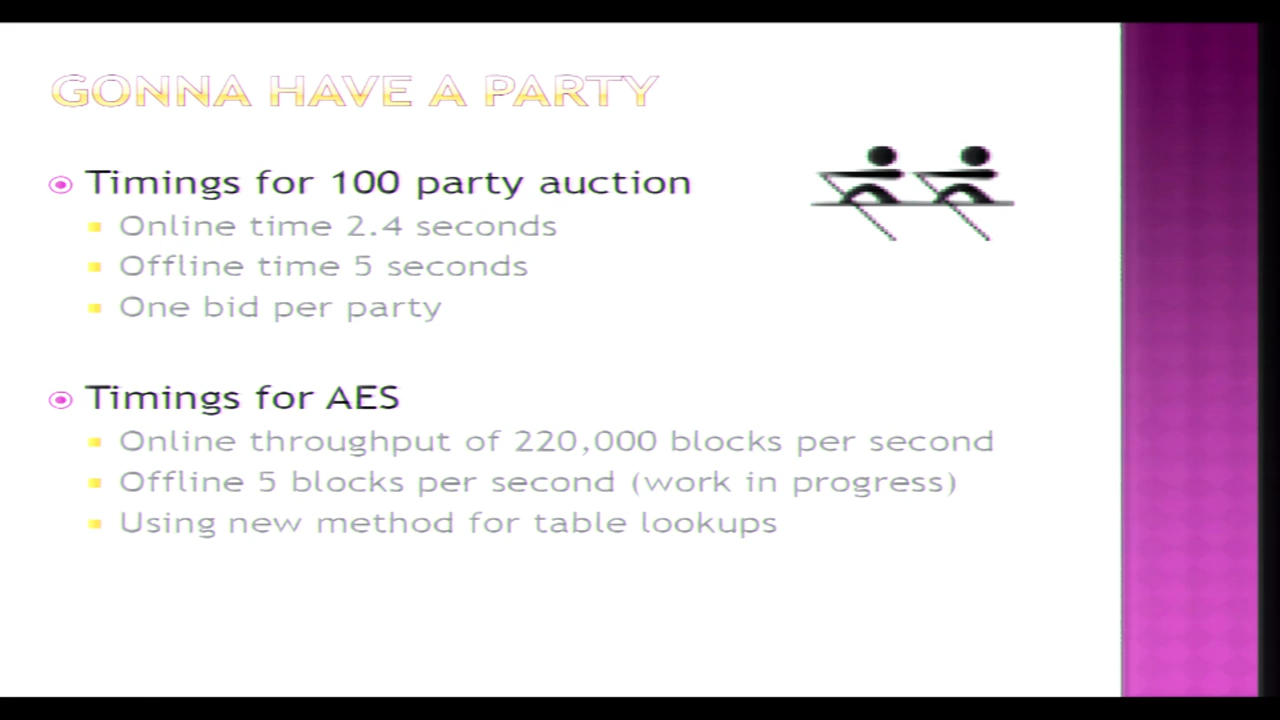 GONNA HAVE A PARTY
Timings for 100 party auction
Online time 2.4 seconds
Offline time 5 seconds
One bid per party
Timings for AES
Online throughput of 220,000 blocks per second
Offline 5 blocks per second (work in progress)
Using new method for table lookups